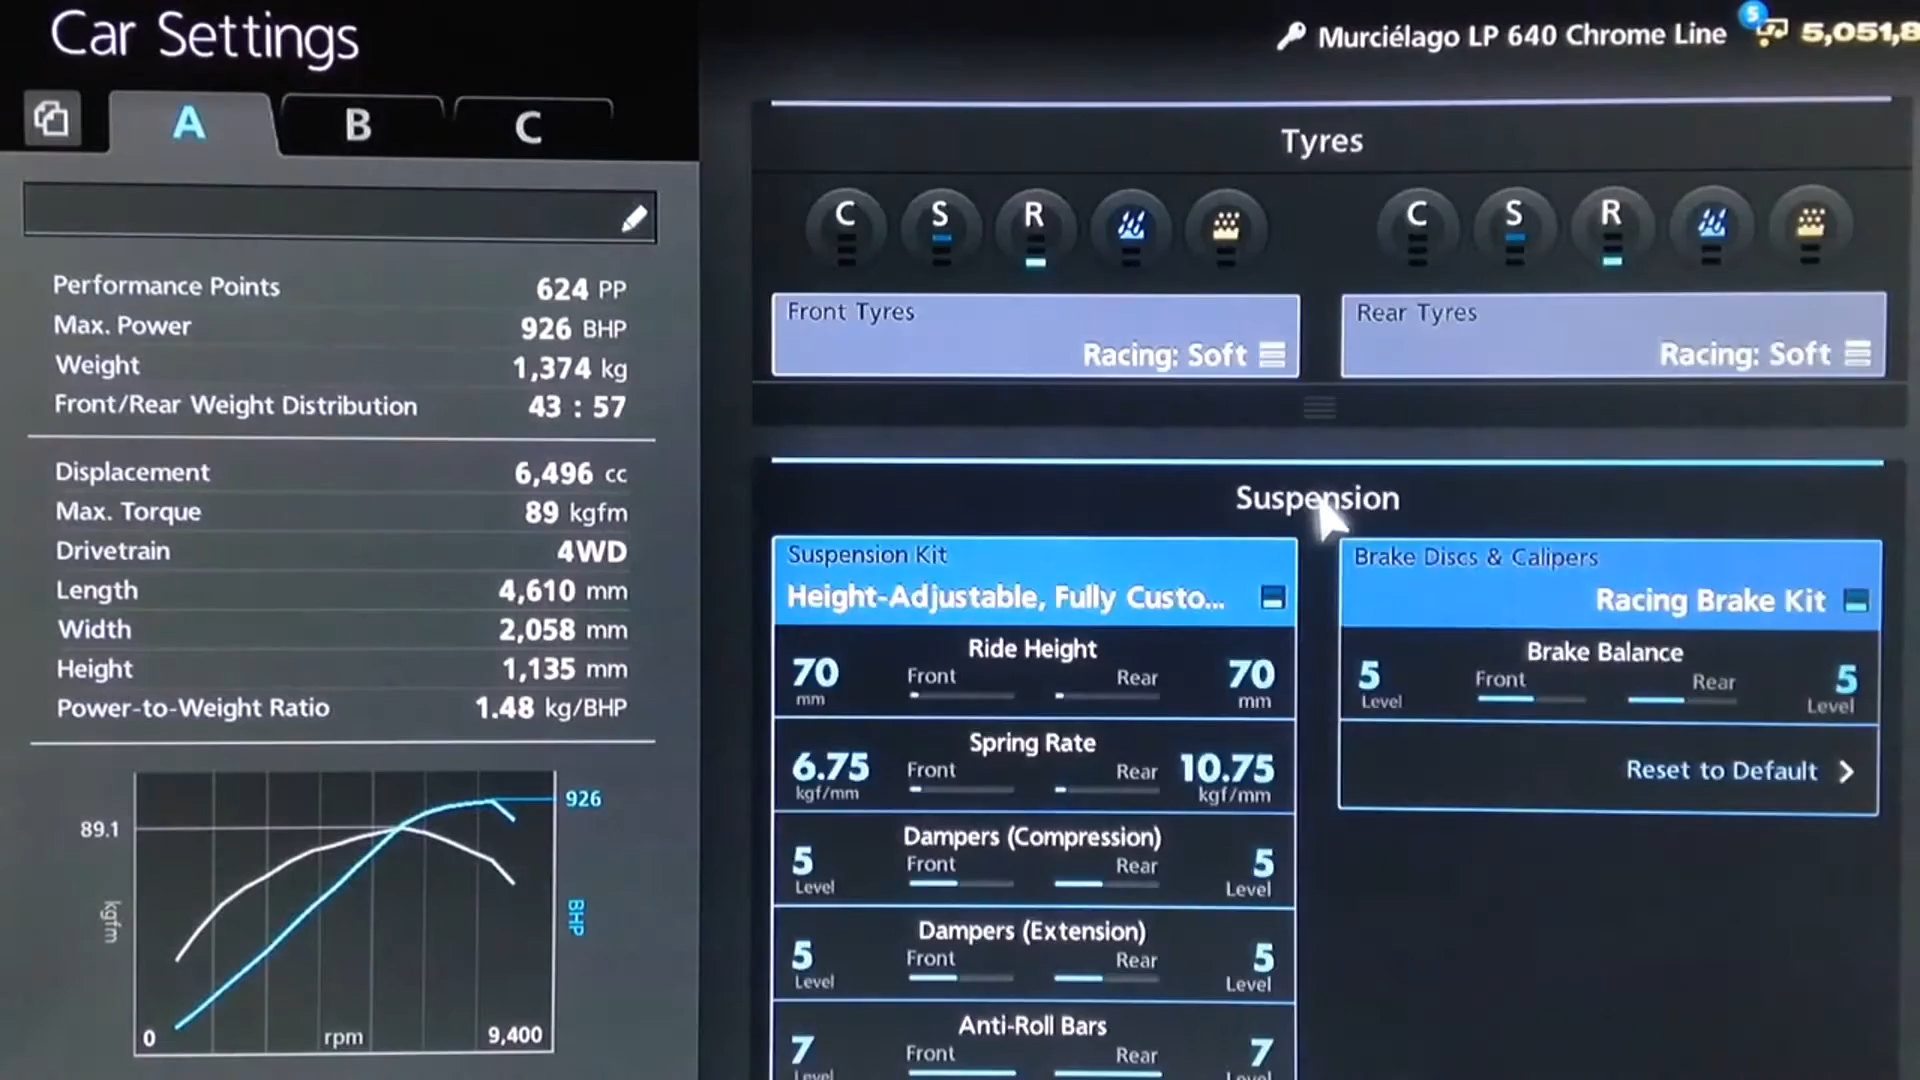 Car Settings
Murciélago LP 640 Chrome Line
5
5,051,8
A
B
C
Performance Points 624 PP
Max. Power 926 BHP
Weight 1,374 kg
Front/Rear Weight Distribution 43 : 57
Displacement 6,496 cc
Max. Torque 89 kgfm
Drivetrain 4WD
Length 4,610 mm
Width 2,058 mm
Height 1,135 mm
Power-to-Weight Ratio 1.48 kg/BHP
926
89.1
kgfm
BHP
0 rpm 9,400
Tyres
C S R C S R
Front Tyres
Racing: Soft
Rear Tyres
Racing: Soft
Suspension
Suspension Kit
Height-Adjustable, Fully Custo...
Ride Height
70 mm Front Rear 70 mm
Spring Rate
6.75 kgf/mm Front Rear 10.75 kgf/mm
Dampers (Compression)
5 Level Front Rear 5 Level
Dampers (Extension)
5 Level Front Rear 5 Level
Anti-Roll Bars
7 Level Front Rear 7 Level
Brake Discs & Calipers
Racing Brake Kit
Brake Balance
5 Level Front Rear 5 Level
Reset to Default